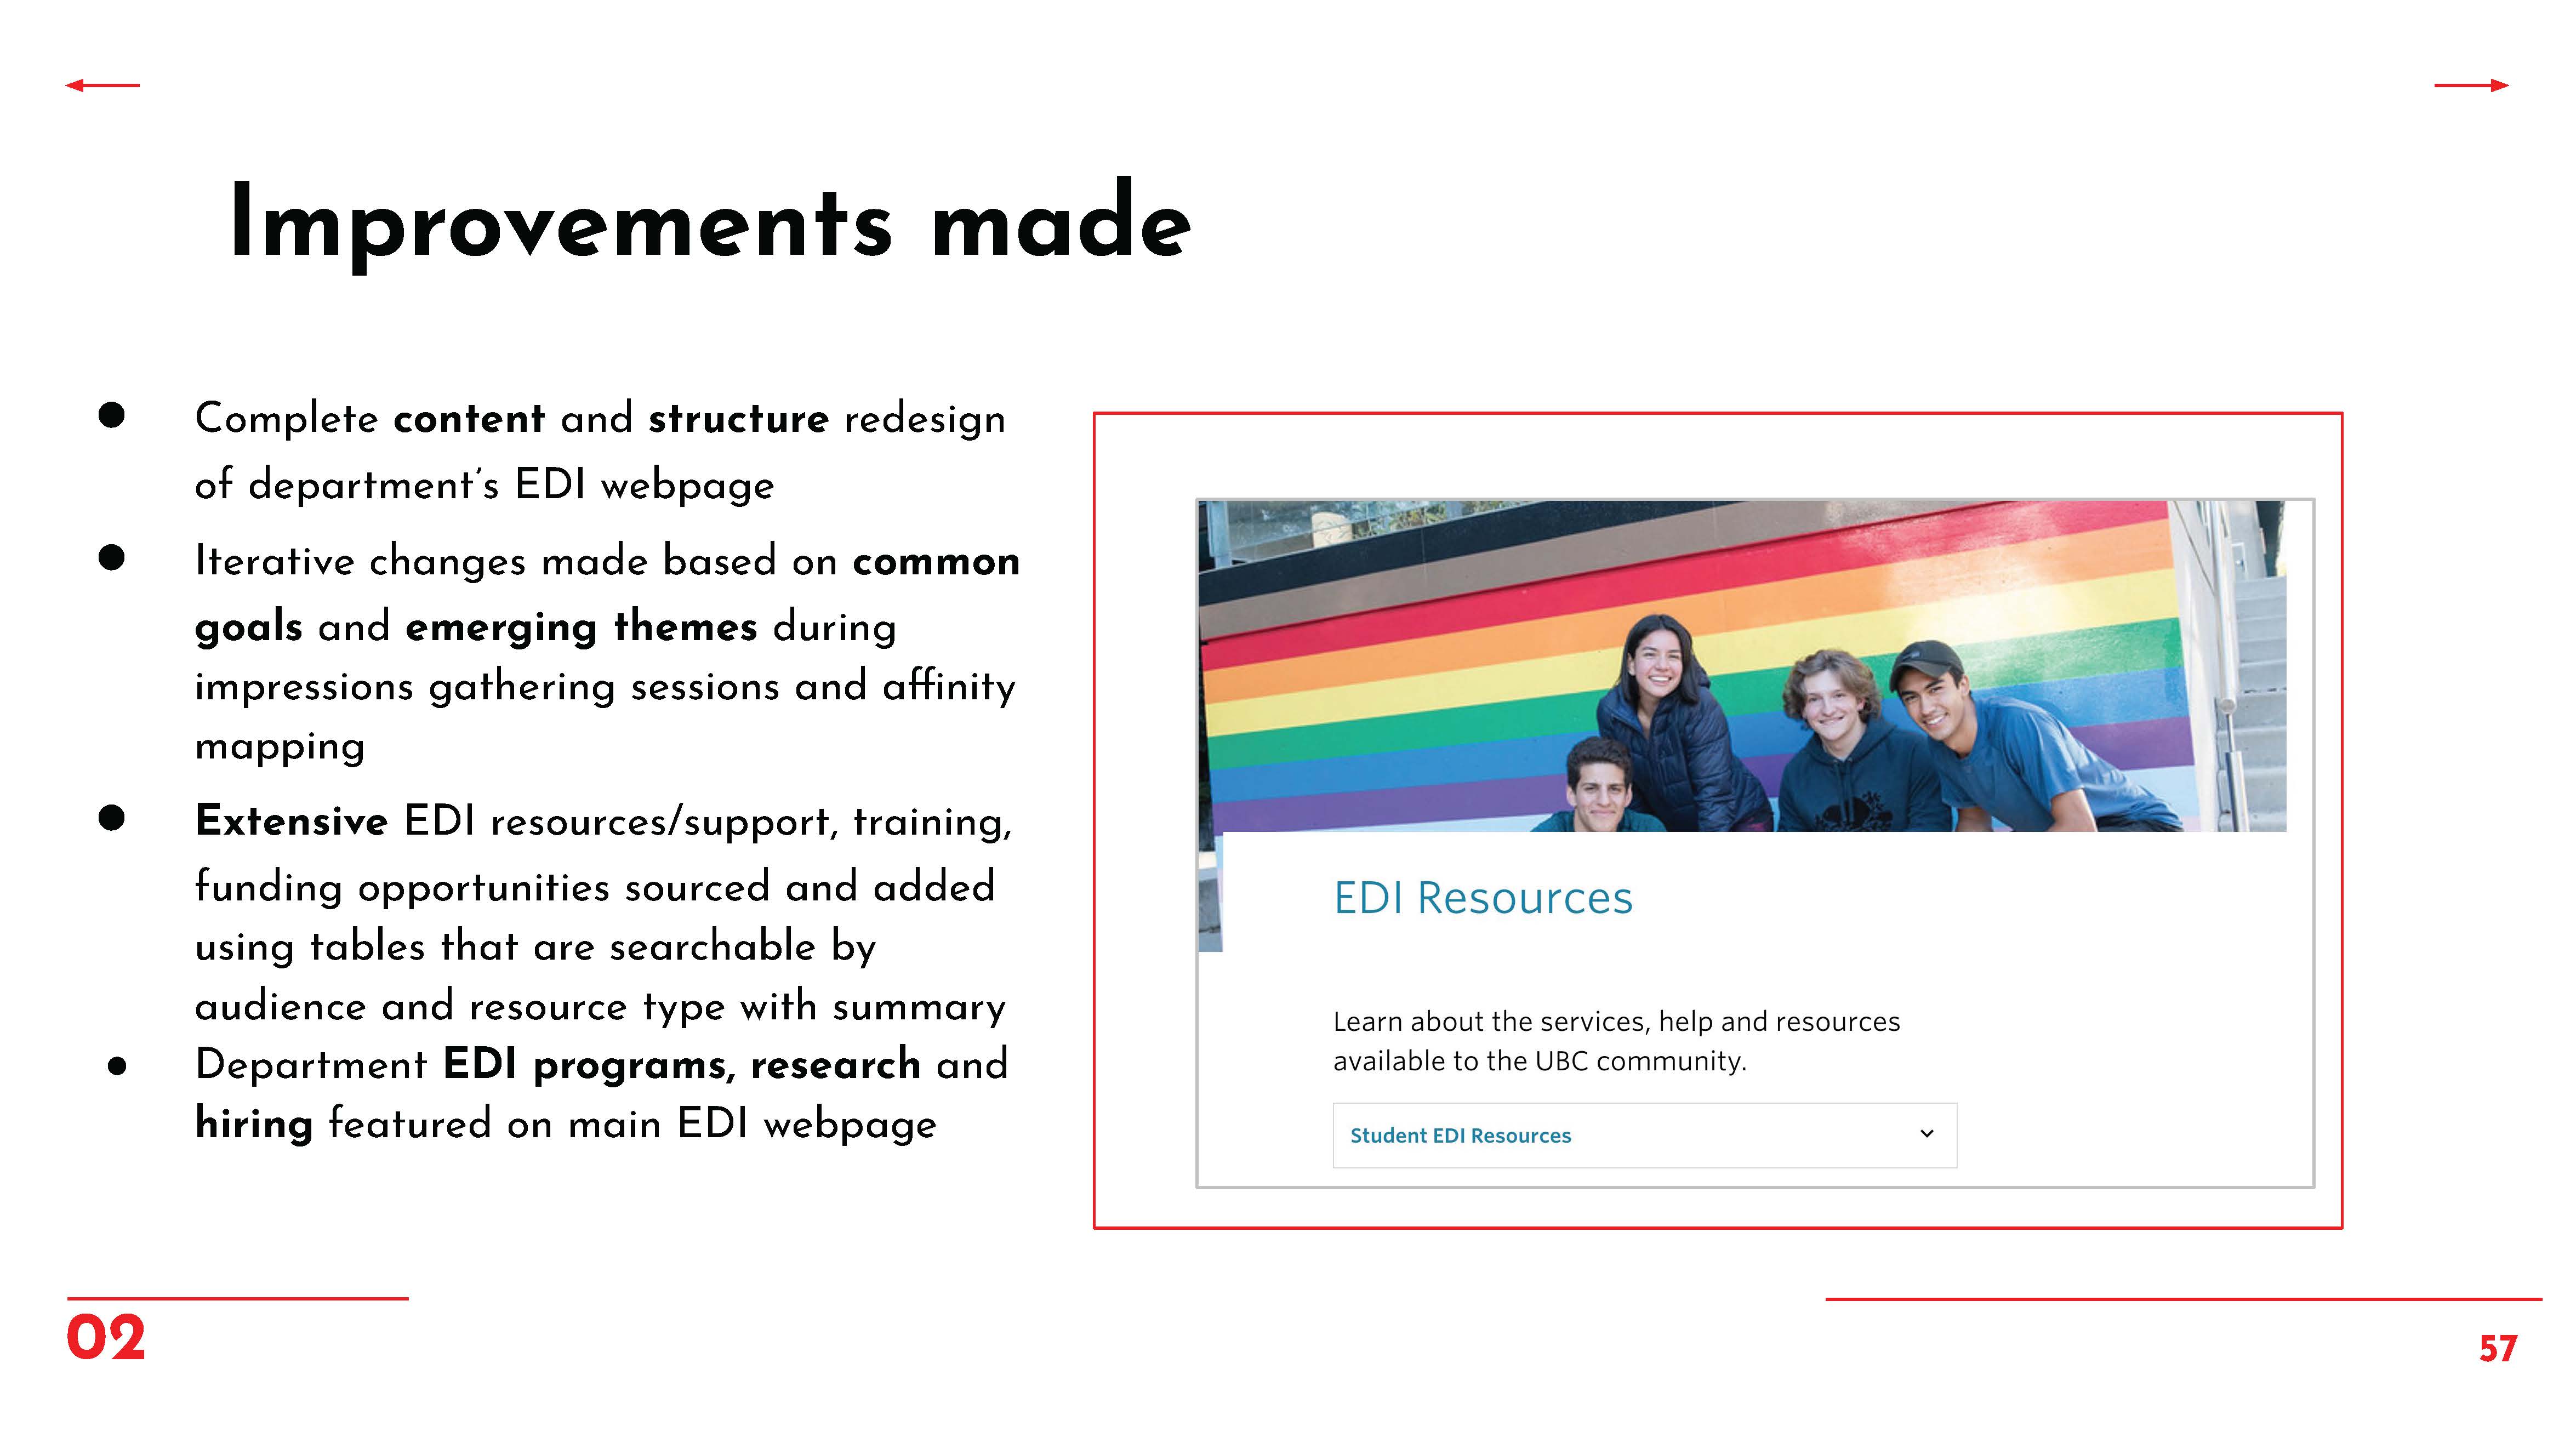 Improvements made
● Complete content and structure redesign
of department’s EDI webpage
● Iterative changes made based on common
goals and emerging themes during
impressions gathering sessions and affinity
mapping
● Extensive EDI resources/support, training,
funding opportunities sourced and added
using tables that are searchable by
audience and resource type with summary
● Department EDI programs, research and
hiring featured on main EDI webpage
EDI Resources
Learn about the services, help and resources
available to the UBC community.
Student EDI Resources
02
57